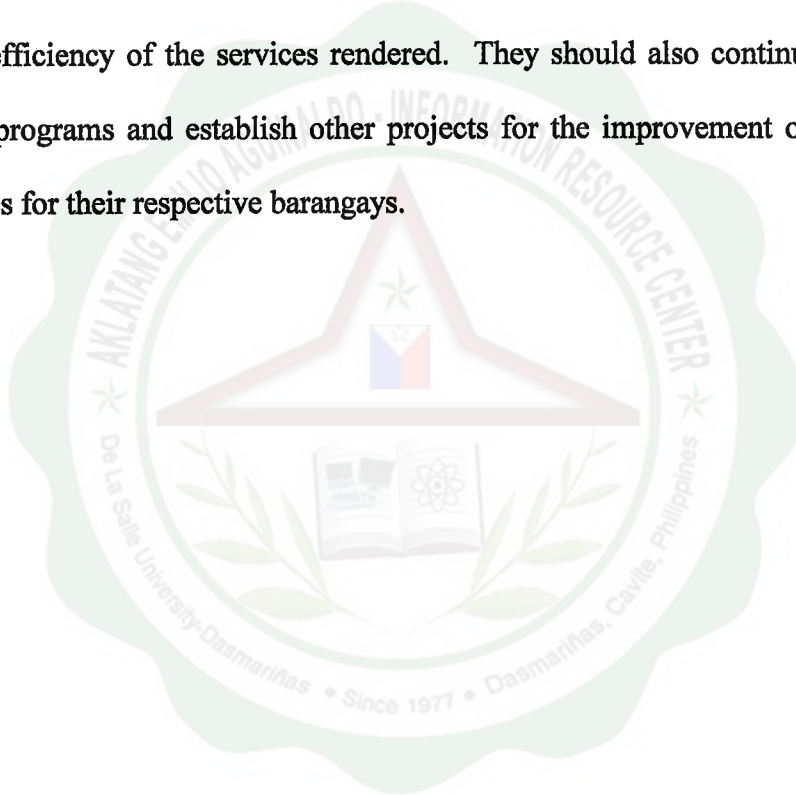 efficiency of the services rendered. They should also continu
programs and establish other projects for the improvement o
s for their respective barangays.
AKLATANG EMILIO AGUINALDO - INFORMATION RESOURCE CENTER
De La Salle University-Dasmariñas • Since 1977 • Dasmariñas, Cavite, Philippines